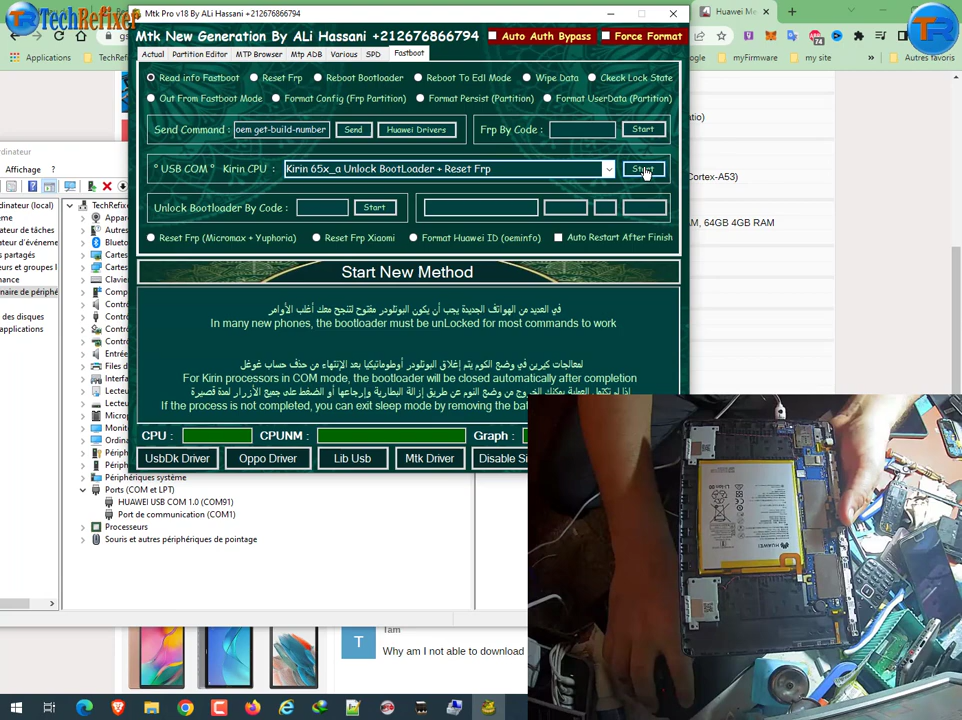 TechRefixer
Mtk Pro v18 BY ALi Hassani +212676866794
Huawei Me
Mtk New Generation By ALi Hassani +212676866794
Auto Auth Bypass
Force Format
Actual
Partition Editor
MTP Browser
Mtp ADB
Various
SPD
Fastboot
Applications
myFirmware
my site
Autres favoris
Read info Fastboot
Reset Frp
Reboot Bootloader
Reboot To Edl Mode
Wipe Data
Check Lock State
Out From Fastboot Mode
Format Config (Frp Partition)
Format Persist (Partition)
Format UserData (Partition)
Send Command :
oem get-build-number
Send
Huawei Drivers
Frp By Code :
Start
° USB COM ° Kirin CPU :
Kirin 65x_a Unlock BootLoader + Reset Frp
Start
Unlock Bootloader By Code :
Start
Reset Frp (Micromax + Yuphoria)
Reset Frp Xiaomi
Format Huawei ID (oeminfo)
Auto Restart After Finish
Start New Method
في العديد من الهواتف الجديدة يجب أن يكون البوتلودر مفتوح لتنجح معك أغلب الأوامر
In many new phones, the bootloader must be unLocked for most commands to work
لمعالجات كيرين في وضع الكوم يتم إغلاق البوتلودر أوطوماتيكيا بعد الإنتهاء من حذف حساب غوغل
For Kirin processors in COM mode, the bootloader will be closed automatically after completion
If the process is not completed, you can exit sleep mode by removing the
CPU :
CPUNM :
Graph :
UsbDk Driver
Oppo Driver
Lib Usb
Mtk Driver
Disable
Cortex-A53)
AM, 64GB 4GB RAM
Affichage
?
ordinateur (local)
TechRe
Ports (COM et LPT)
HUAWEI USB COM 1.0 (COM91)
Port de communication (COM1)
Processeurs
Souris et autres périphériques de pointage
Périphériques système
HUAWEI
T
Why am I not able to download